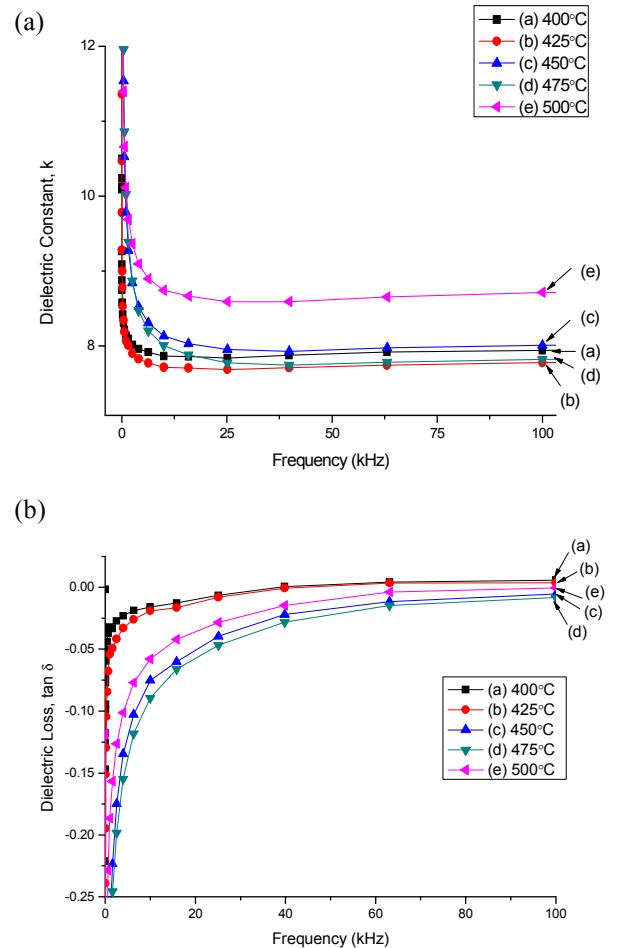 (a)
(a) 400°C
(b) 425°C
(c) 450°C
(d) 475°C
(e) 500°C
12
10
8
Dielectric Constant, k
(e)
(c)
(a)
(d)
(b)
0
25
50
75
100
Frequency (kHz)
(b)
0.00
-0.05
-0.10
-0.15
-0.20
-0.25
Dielectric Loss, tan δ
(a)
(b)
(e)
(c)
(d)
(a) 400°C
(b) 425°C
(c) 450°C
(d) 475°C
(e) 500°C
0
20
40
60
80
100
Frequency (kHz)